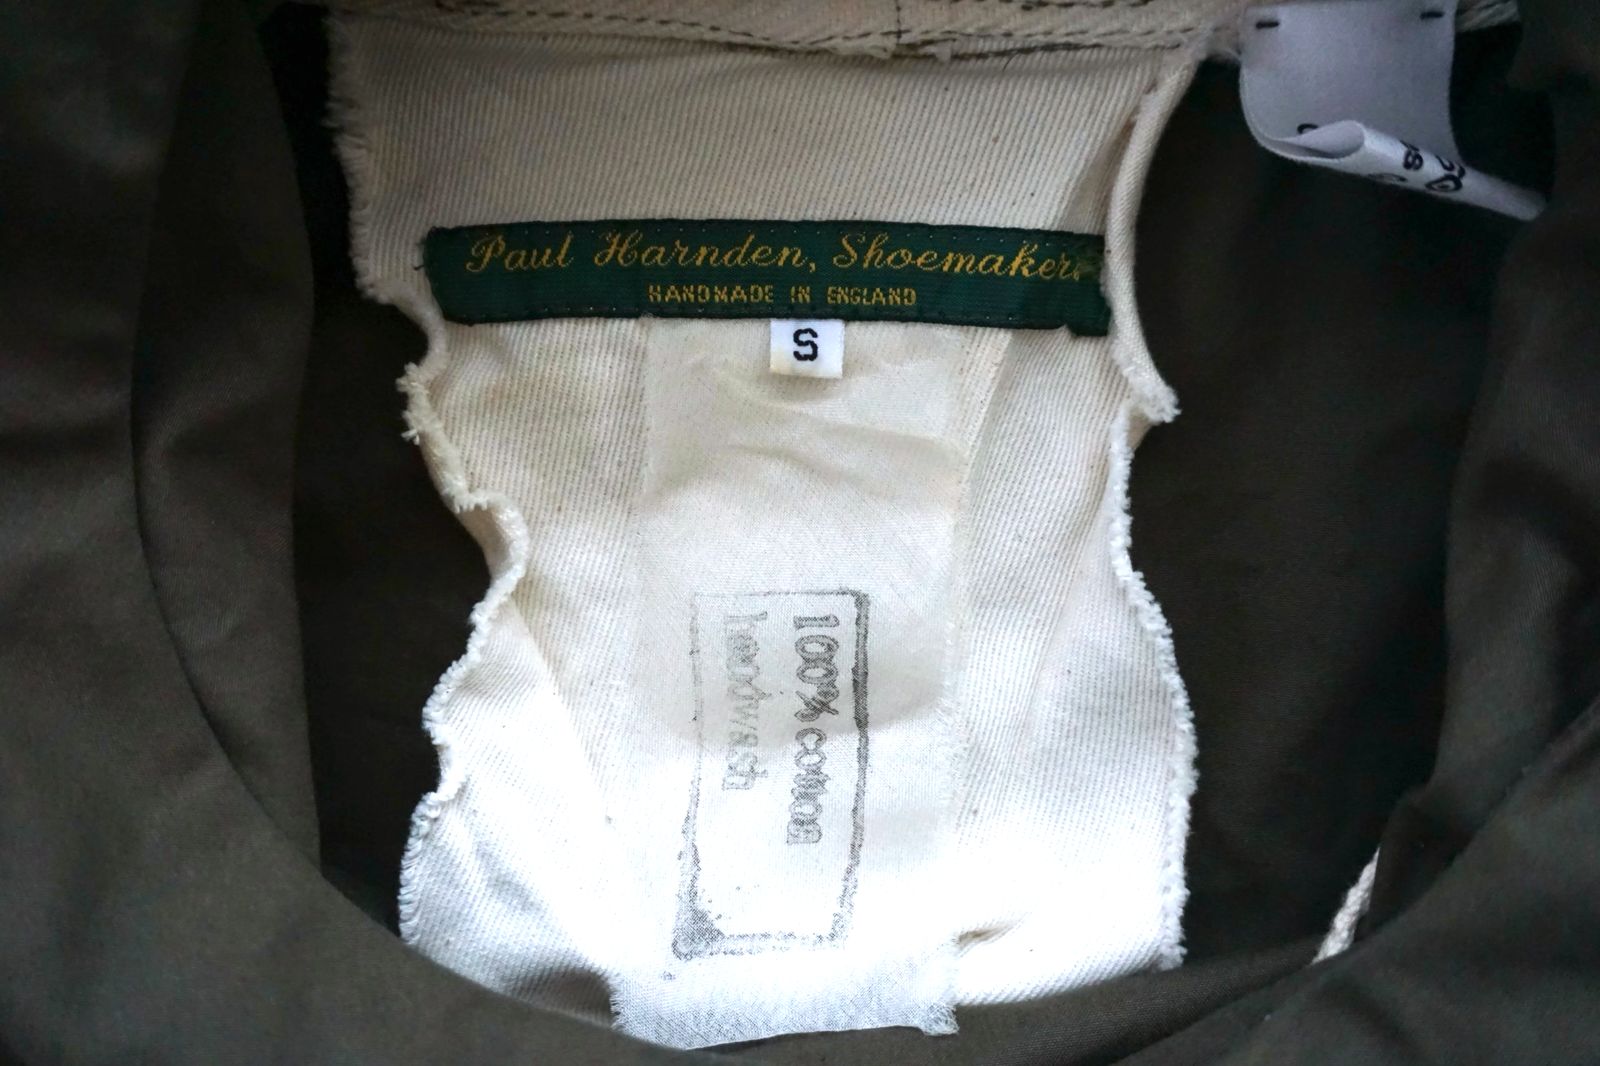 Paul Harnden, Shoemakers
HANDMADE IN ENGLAND
S
100% cotton
handwash